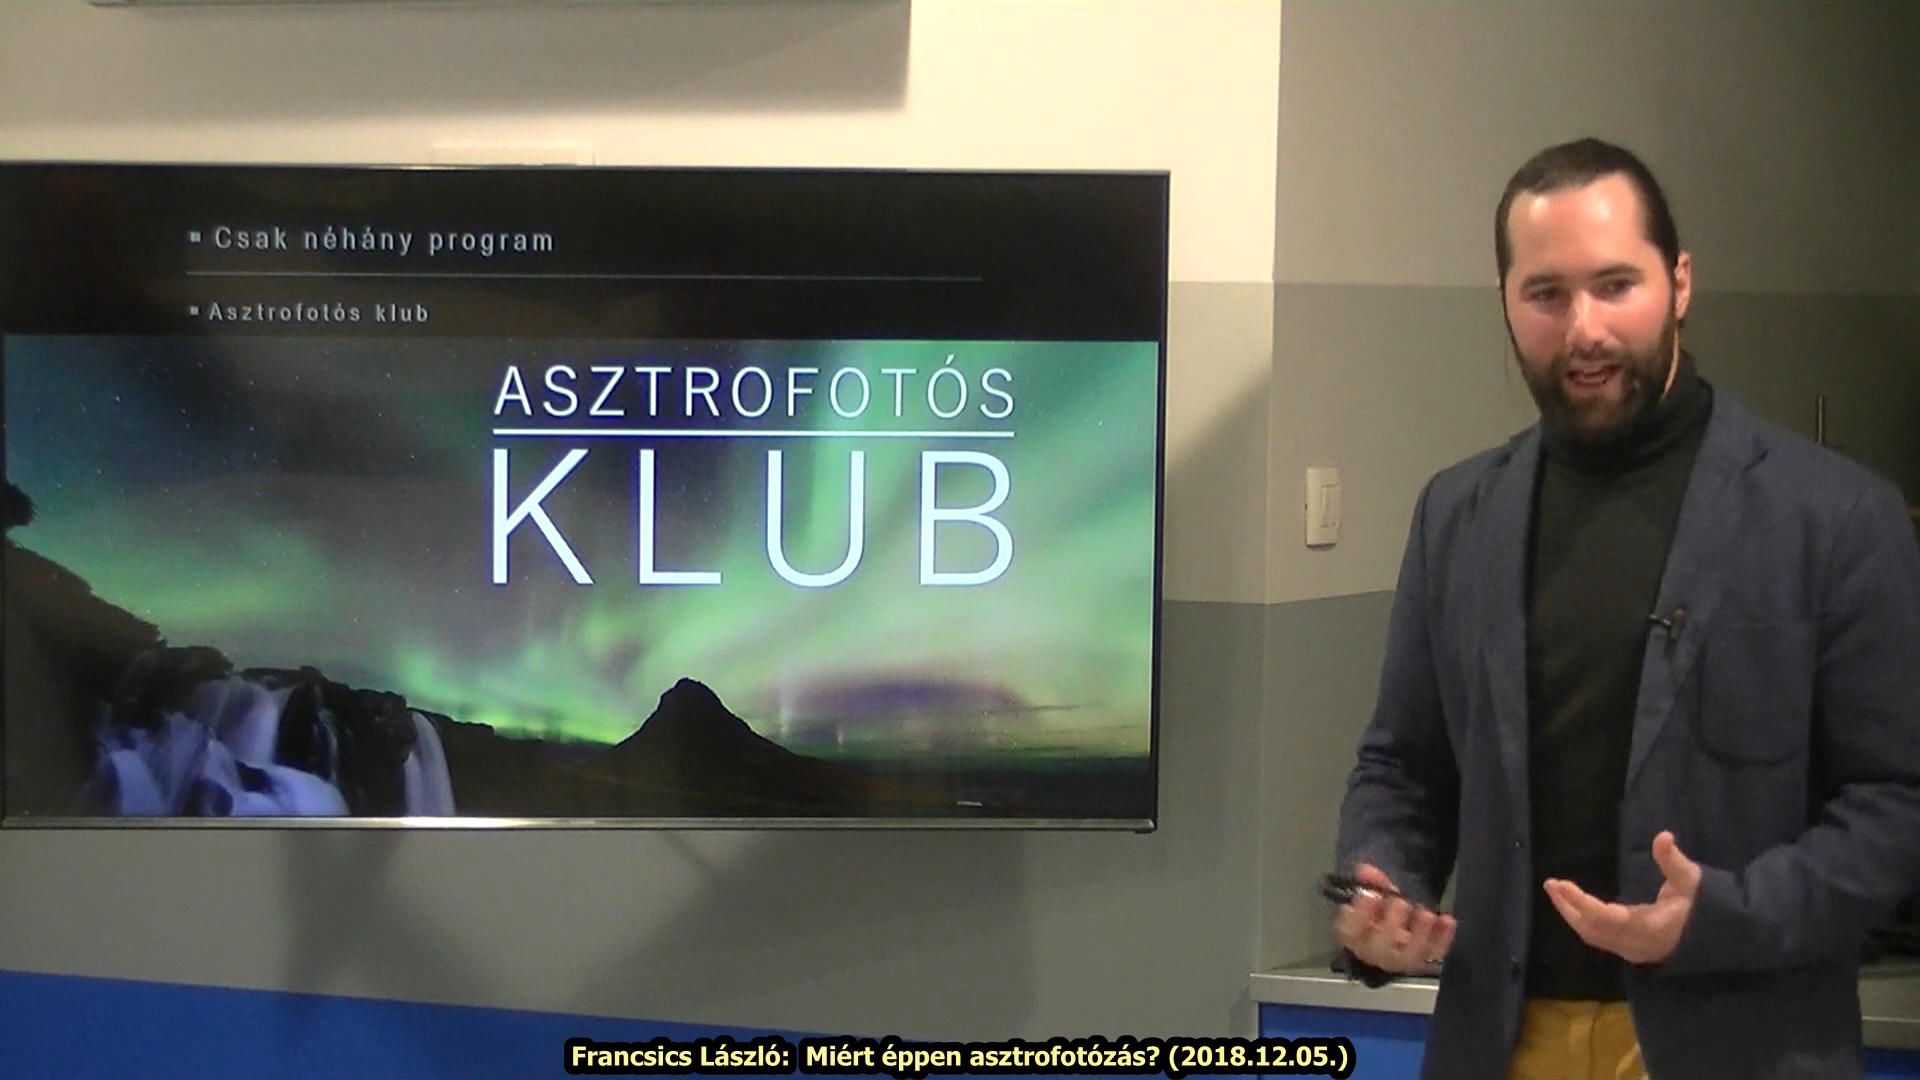 Csak néhány program
Asztrofotós klub
ASZTROFOTÓS
KLUB
Francsics László:  Miért éppen asztrofotózás? (2018.12.05.)